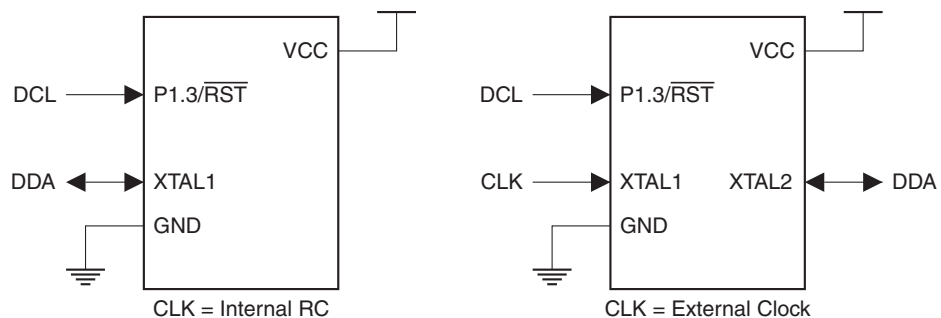 VCC
DCL
P1.3/RST
DDA
XTAL1
GND
CLK = Internal RC
VCC
DCL
P1.3/RST
CLK
XTAL1
XTAL2
DDA
GND
CLK = External Clock